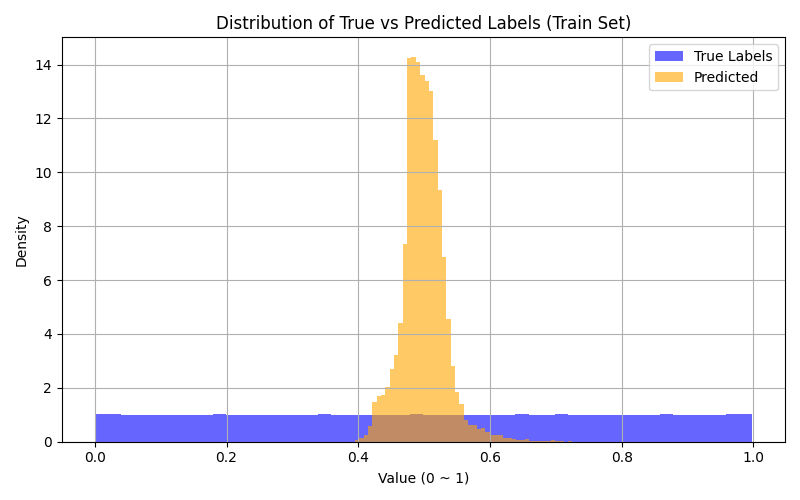 Distribution of True vs Predicted Labels (Train Set)
True Labels
Predicted
Density
14
12
10
8
6
4
2
0
0.0 0.2 0.4 0.6 0.8 1.0
Value (0 ~ 1)